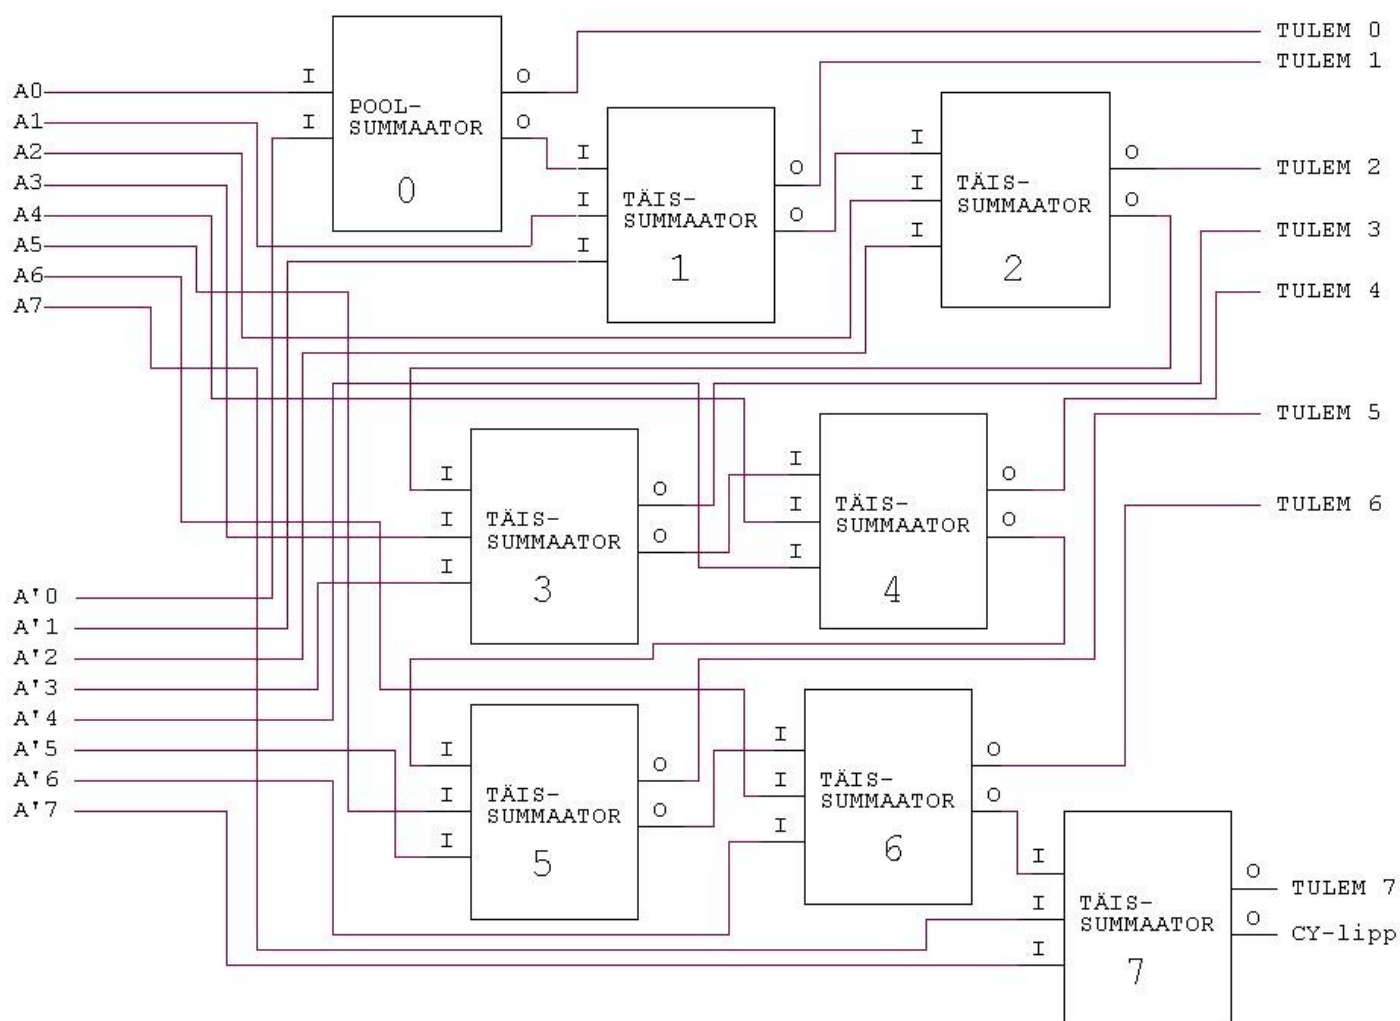 TULEM 0
TULEM 1
I
O
A0
POOL-
I
O
A1
SUMMAATOR
I
O
A2
I
O
TULEM 2
A3
0
I
O
TÄIS-
I
O
TÄIS-
A4
SUMMAATOR
I
O
SUMMAATOR
TULEM 3
A5
I
I
A6
1
2
A7
TULEM 4
TULEM 5
I
I
O
O
TULEM 6
I
TÄIS-
O
I
TÄIS-
O
SUMMAATOR
SUMMAATOR
I
O
I
3
4
A'0
A'1
A'2
A'3
A'4
A'5
I
O
I
O
A'6
I
TÄIS-
O
I
TÄIS-
O
A'7
SUMMAATOR
SUMMAATOR
I
I
5
6
I
O
TULEM 7
I
TÄIS-
O
SUMMAATOR
CY-lipp
I
7